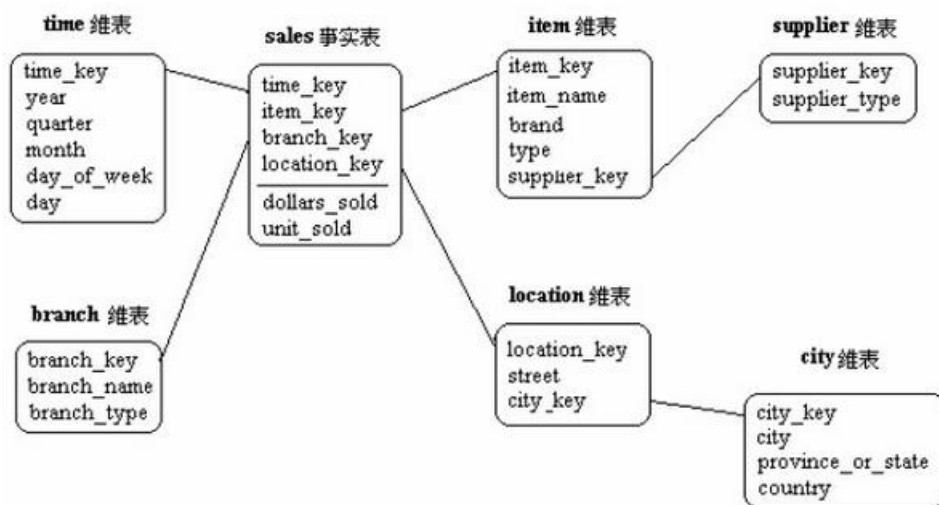 time 维表
time_key
year
quarter
month
day_of_week
day
sales 事实表
time_key
item_key
branch_key
location_key
dollars_sold
unit_sold
item 维表
item_key
item_name
brand
type
supplier_key
supplier 维表
supplier_key
supplier_type
branch 维表
branch_key
branch_name
branch_type
location 维表
location_key
street
city_key
city 维表
city_key
city
province_or_state
country